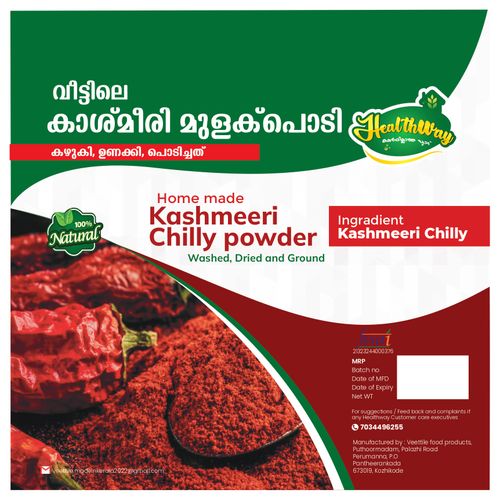 വീട്ടിലെ
കാശ്മീരി മുളക്പൊടി
കഴുകി, ഉണക്കി, പൊടിച്ചത്
HealthWay
Home made
Kashmeeri
Chilly powder
Washed, Dried and Ground
100%
Natural
Ingradient
Kashmeeri Chilly
fssai
MRP
Batch no
Date of MFD
Date of Expiry
Net.WT
For suggestions / Feed back and complaints if
any Healthway Customer care executives
7034496255
Manufactured by : Veettile food products,
Puthoormadam, Palazhi Road
Perumanna, P.O
Pantheerankada
673019, Kozhikode